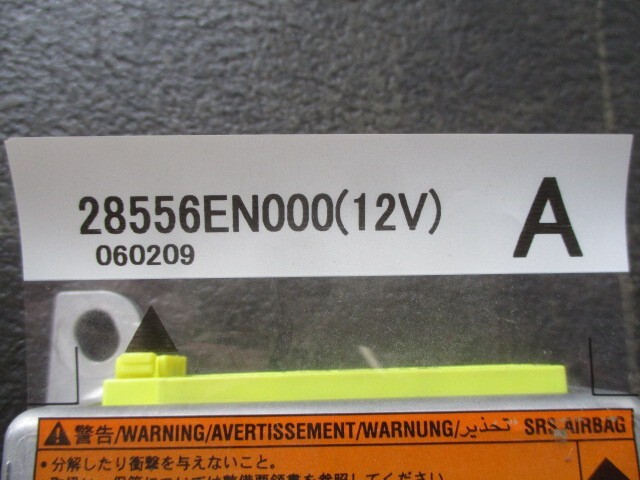 28556EN000(12V) A
060209
警告/WARNING/AVERTISSEMENT/WARNUNG/تحذير SRS AIRBAG
・分解したり衝撃を与えないこと。